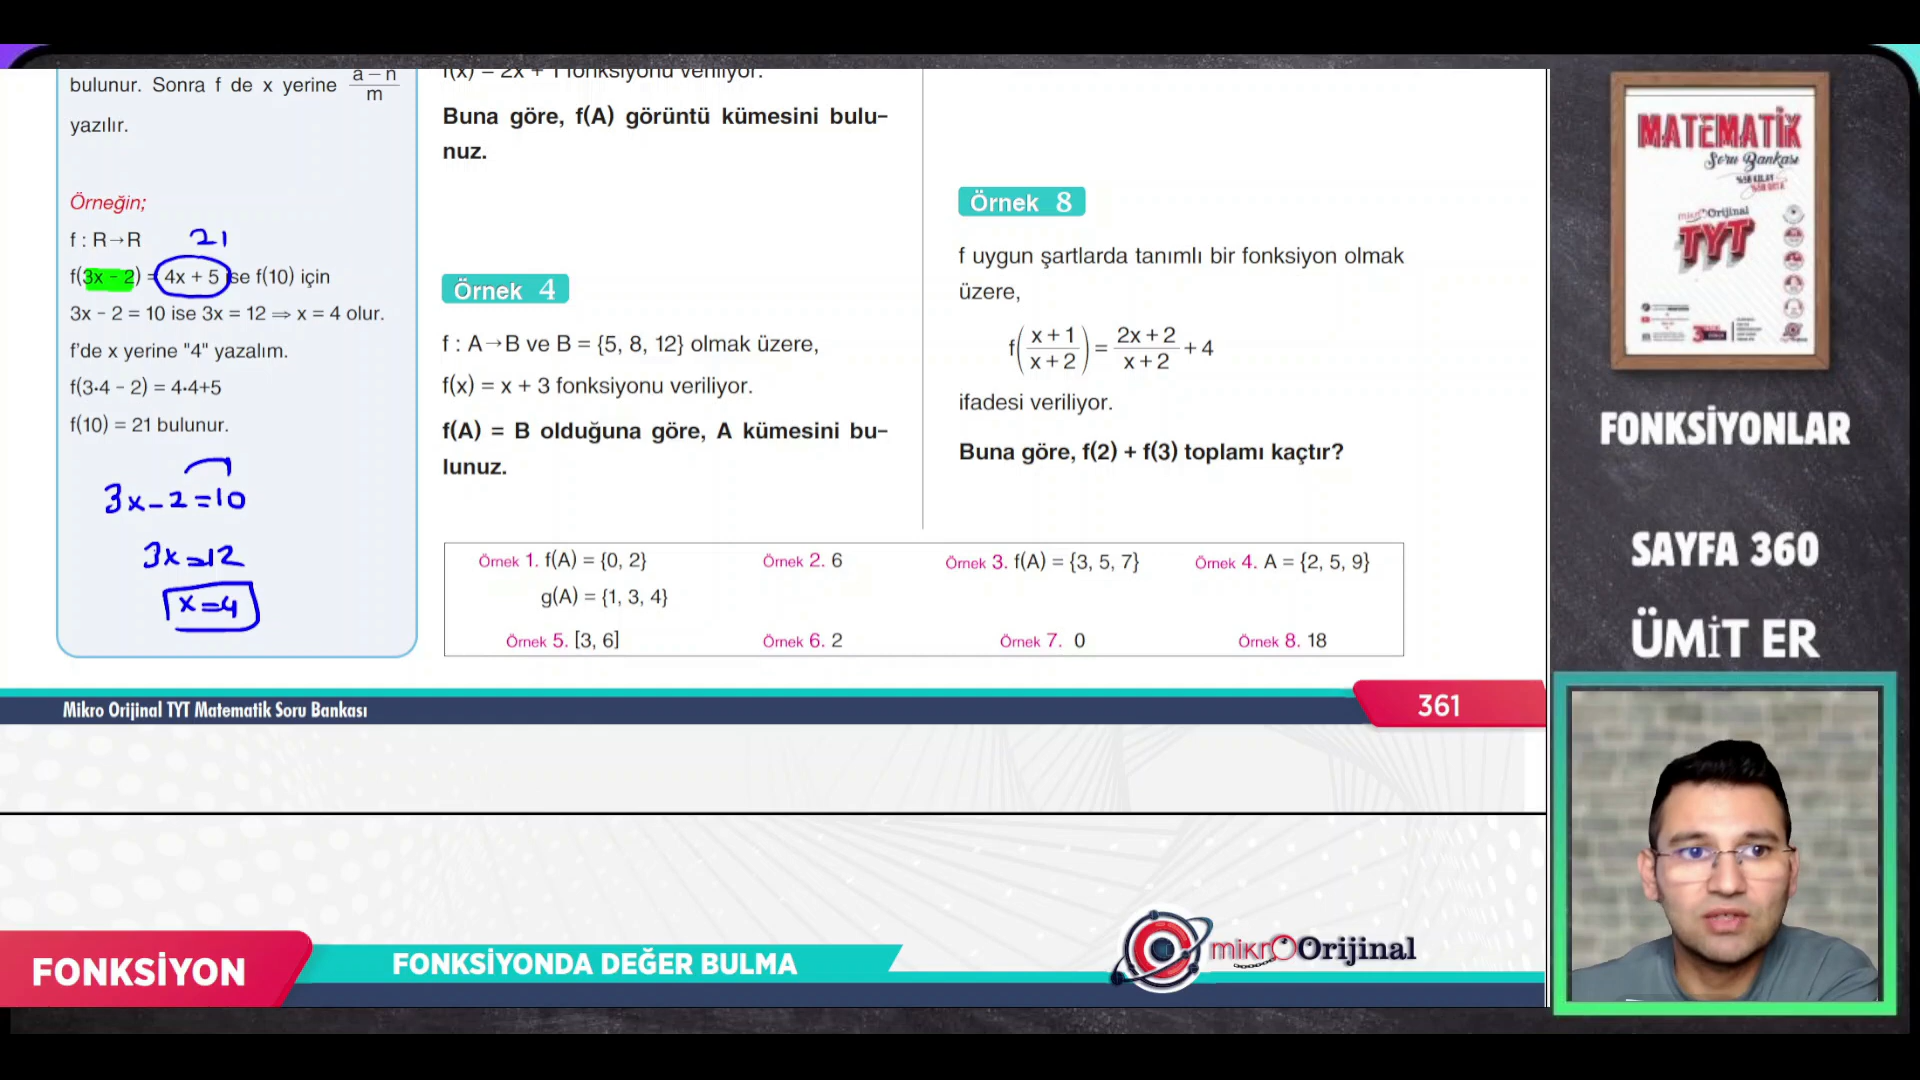 bulunur. Sonra f de x yerine (a – n)/m
yazılır.
Örneğin;
f : R→R
21
f(3x – 2) = 4x + 5 ise f(10) için
3x – 2 = 10 ise 3x = 12 ⇒ x = 4 olur.
f'de x yerine "4" yazalım.
f(3·4 – 2) = 4·4+5
f(10) = 21 bulunur.
3x-2=10
3x=12
x=4
f(x) = 2x + 1 fonksiyonu veriliyor.
Buna göre, f(A) görüntü kümesini bulu-
nuz.
Örnek 4
f : A→B ve B = {5, 8, 12} olmak üzere,
f(x) = x + 3 fonksiyonu veriliyor.
f(A) = B olduğuna göre, A kümesini bu-
lunuz.
Örnek 8
f uygun şartlarda tanımlı bir fonksiyon olmak
üzere,
f((x + 1)/(x + 2)) = (2x + 2)/(x + 2) + 4
ifadesi veriliyor.
Buna göre, f(2) + f(3) toplamı kaçtır?
Örnek 1. f(A) = {0, 2} Örnek 2. 6 Örnek 3. f(A) = {3, 5, 7} Örnek 4. A = {2, 5, 9}
g(A) = {1, 3, 4}
Örnek 5. [3, 6] Örnek 6. 2 Örnek 7. 0 Örnek 8. 18
Mikro Orijinal TYT Matematik Soru Bankası
361
FONKSİYON
FONKSİYONDA DEĞER BULMA
mikrOOrijinal
MATEMATİK
Soru Bankası
mikrO Orijinal
TYT
FONKSİYONLAR
SAYFA 360
ÜMİT ER